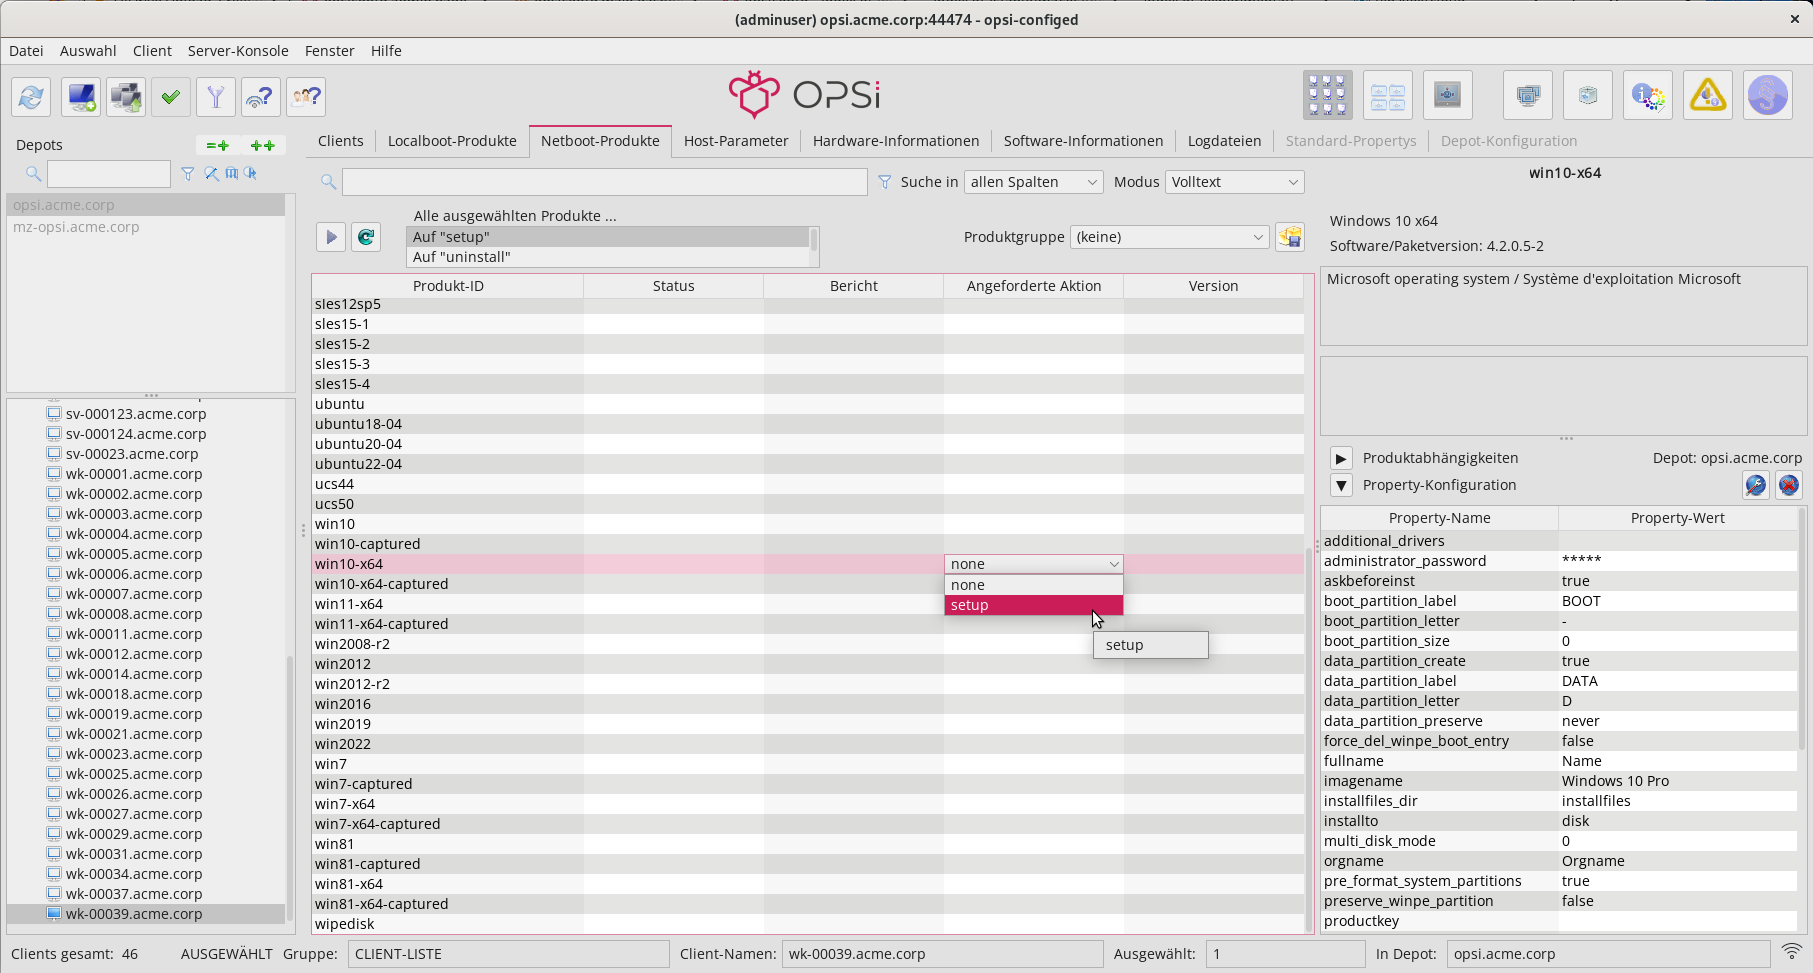 (adminuser) opsi.acme.corp:44474 - opsi-configed
Datei Auswahl Client Server-Konsole Fenster Hilfe
OPSi
Depots
opsi.acme.corp
mz-opsi.acme.corp
sv-000123.acme.corp
sv-000124.acme.corp
sv-00023.acme.corp
wk-00001.acme.corp
wk-00002.acme.corp
wk-00003.acme.corp
wk-00004.acme.corp
wk-00005.acme.corp
wk-00006.acme.corp
wk-00007.acme.corp
wk-00008.acme.corp
wk-00011.acme.corp
wk-00012.acme.corp
wk-00014.acme.corp
wk-00018.acme.corp
wk-00019.acme.corp
wk-00021.acme.corp
wk-00023.acme.corp
wk-00025.acme.corp
wk-00026.acme.corp
wk-00027.acme.corp
wk-00029.acme.corp
wk-00031.acme.corp
wk-00034.acme.corp
wk-00037.acme.corp
wk-00039.acme.corp
Clients Localboot-Produkte Netboot-Produkte Host-Parameter Hardware-Informationen Software-Informationen Logdateien Standard-Propertys Depot-Konfiguration
Suche in allen Spalten Modus Volltext
Alle ausgewählten Produkte ...
Auf "setup"
Auf "uninstall"
Produktgruppe (keine)
Produkt-ID Status Bericht Angeforderte Aktion Version
sles12sp5
sles15-1
sles15-2
sles15-3
sles15-4
ubuntu
ubuntu18-04
ubuntu20-04
ubuntu22-04
ucs44
ucs50
win10
win10-captured
win10-x64 none
win10-x64-captured none
win11-x64 setup
win11-x64-captured
win2008-r2 setup
win2012
win2012-r2
win2016
win2019
win2022
win7
win7-captured
win7-x64
win7-x64-captured
win81
win81-captured
win81-x64
win81-x64-captured
wipedisk
win10-x64
Windows 10 x64
Software/Paketversion: 4.2.0.5-2
Microsoft operating system / Système d'exploitation Microsoft
Produktabhängigkeiten Depot: opsi.acme.corp
Property-Konfiguration
Property-Name Property-Wert
additional_drivers
administrator_password *****
askbeforeinst true
boot_partition_label BOOT
boot_partition_letter -
boot_partition_size 0
data_partition_create true
data_partition_label DATA
data_partition_letter D
data_partition_preserve never
force_del_winpe_boot_entry false
fullname Name
imagename Windows 10 Pro
installfiles_dir installfiles
installto disk
multi_disk_mode 0
orgname Orgname
pre_format_system_partitions true
preserve_winpe_partition false
productkey
Clients gesamt: 46 AUSGEWÄHLT Gruppe: CLIENT-LISTE Client-Namen: wk-00039.acme.corp Ausgewählt: 1 In Depot: opsi.acme.corp